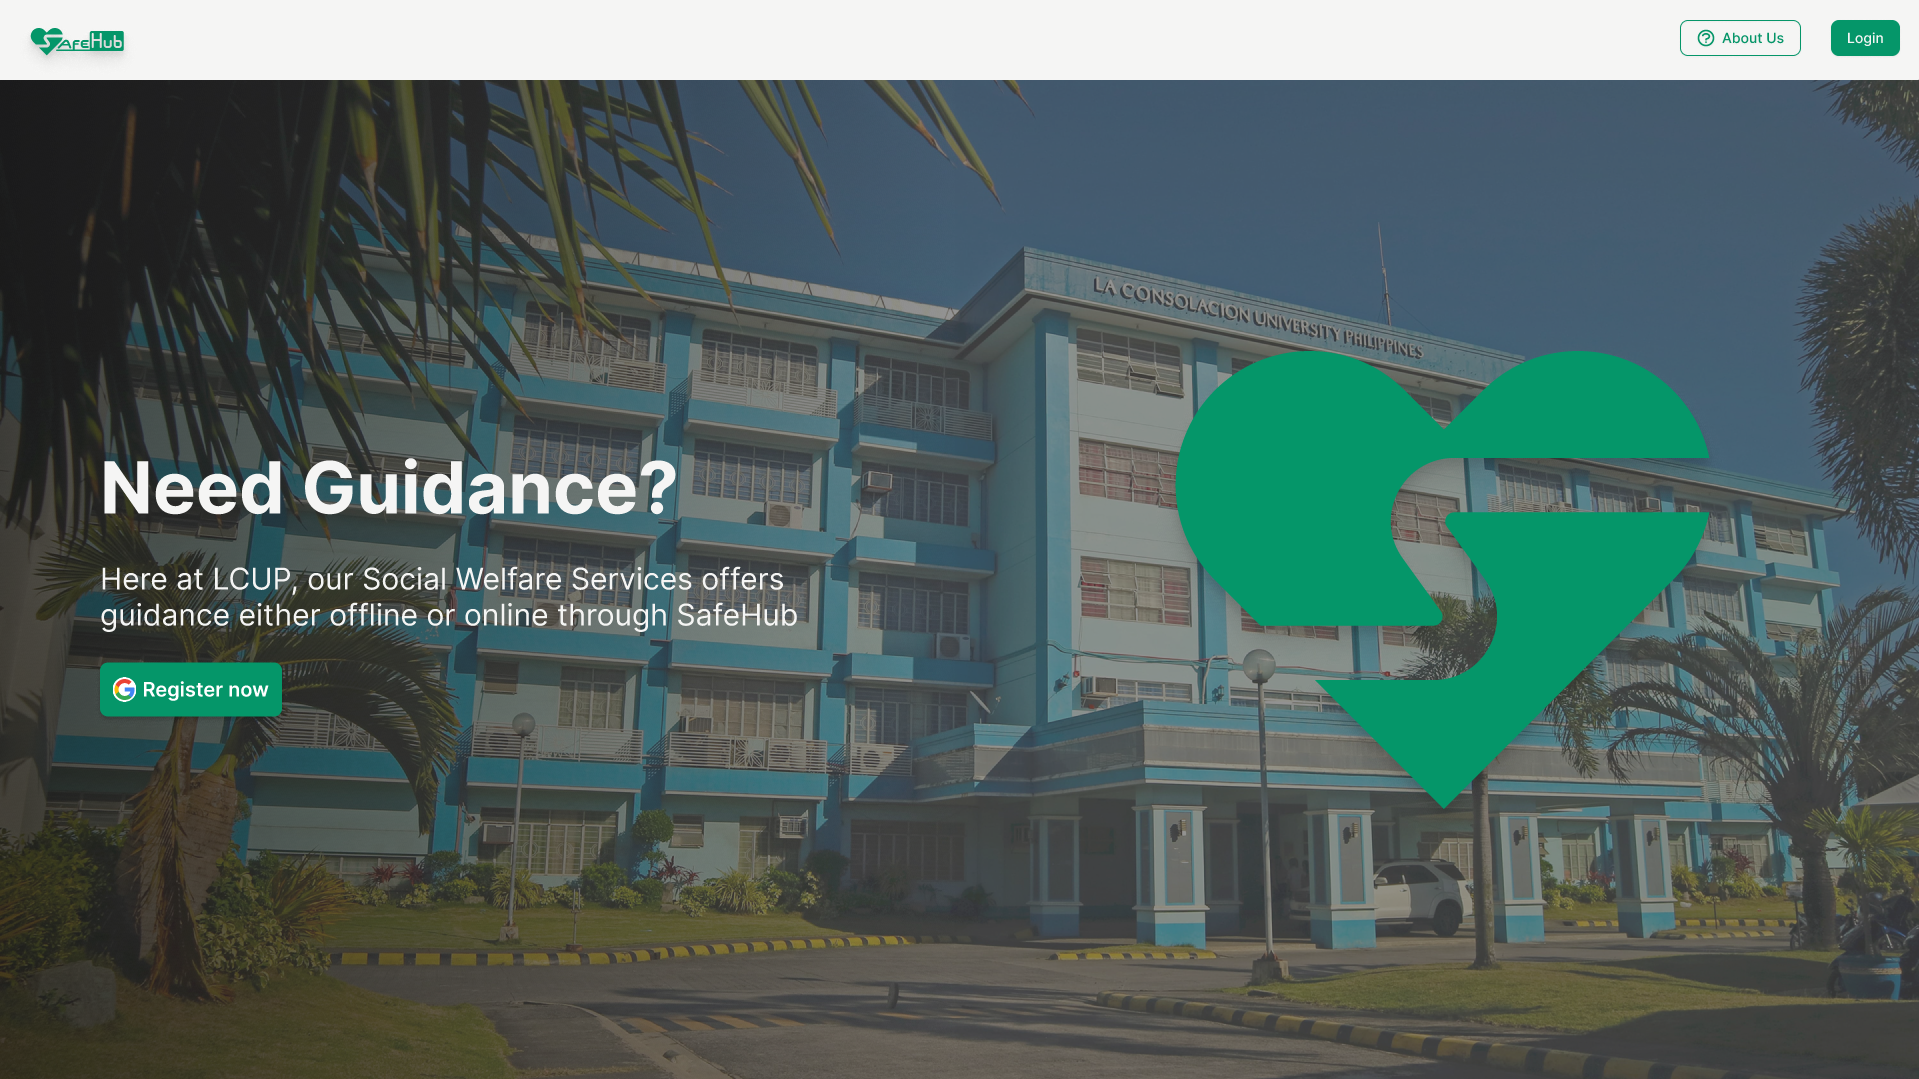 SafeHub
About Us
Login
LA CONSOLACION UNIVERSITY PHILIPPINES
Need Guidance?
Here at LCUP, our Social Welfare Services offers
guidance either offline or online through SafeHub
Register now